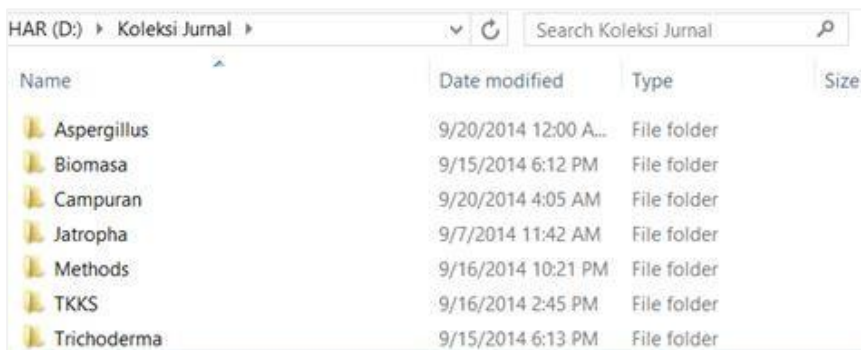 HAR (D:) Koleksi Jurnal Search Koleksi Jurnal
Name Date modified Type Size
Aspergillus 9/20/2014 12:00 A... File folder
Biomasa 9/15/2014 6:12 PM File folder
Campuran 9/20/2014 4:05 AM File folder
Jatropha 9/7/2014 11:42 AM File folder
Methods 9/16/2014 10:21 PM File folder
TKKS 9/16/2014 2:45 PM File folder
Trichoderma 9/15/2014 6:13 PM File folder